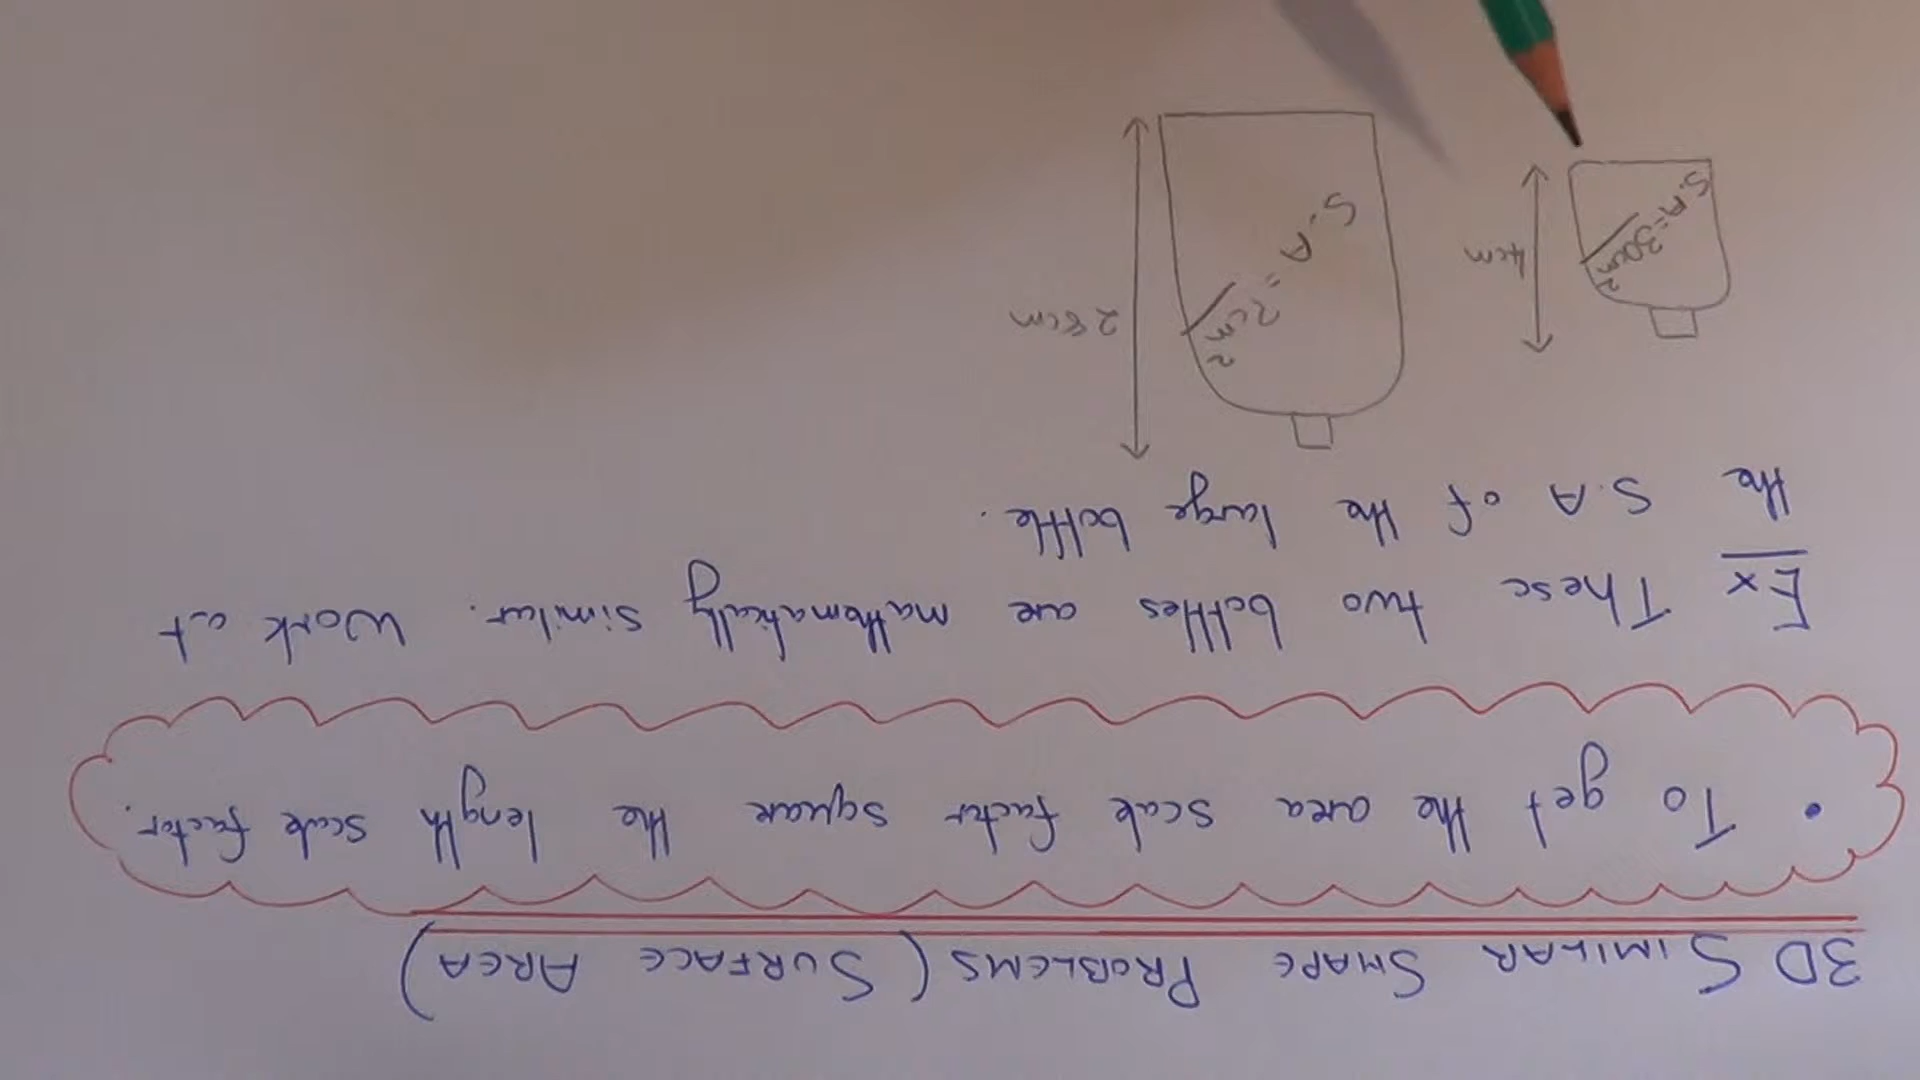 3D SIMILAR SHAPE PROBLEMS (SURFACE AREA)
• To get the area scale factor square the length scale factor.
Ex These two bottles are mathematically similar. Work out
the S.A of the large bottle.
S.A=30cm²
4cm
S.A = ?cm²
28cm